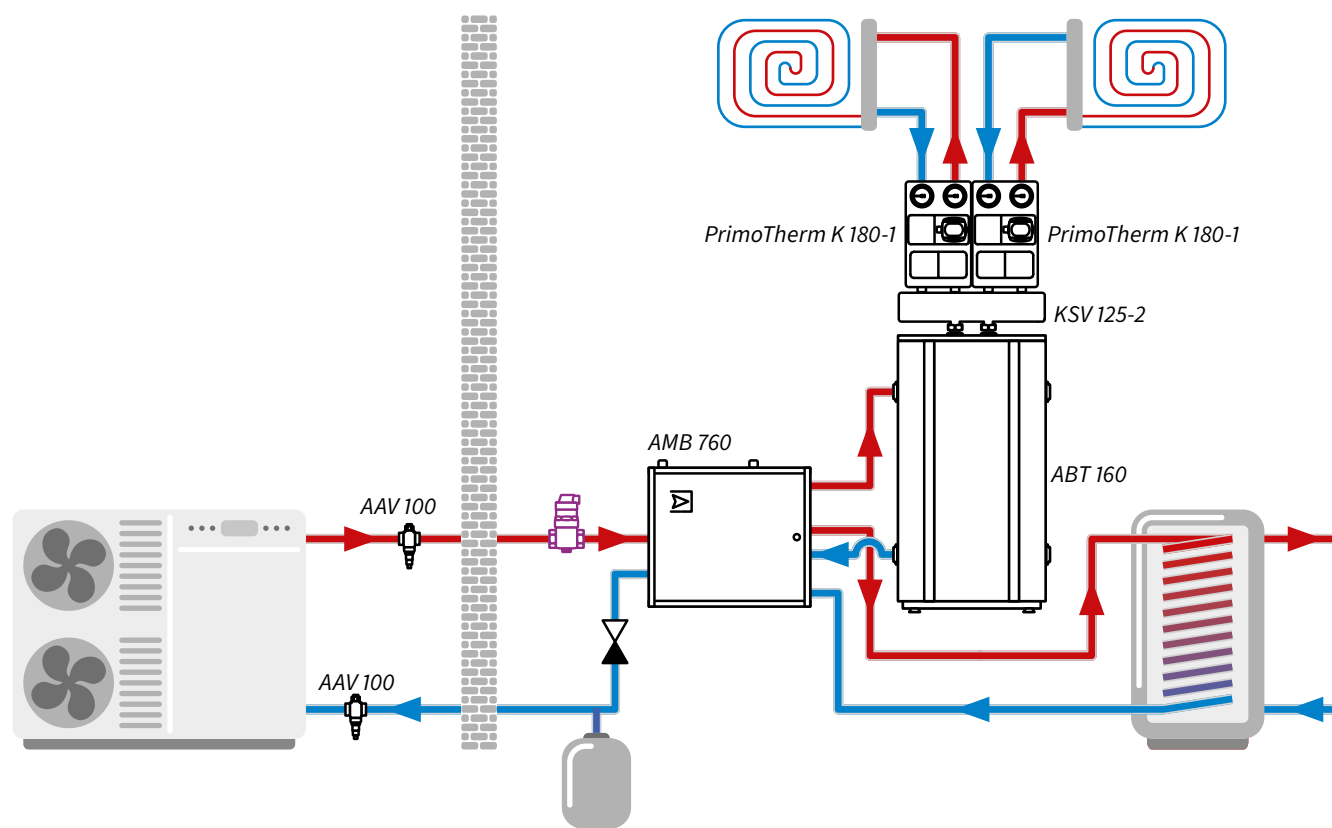 PrimoTherm K 180-1
PrimoTherm K 180-1
KSV 125-2
AMB 760
ABT 160
AAV 100
AAV 100